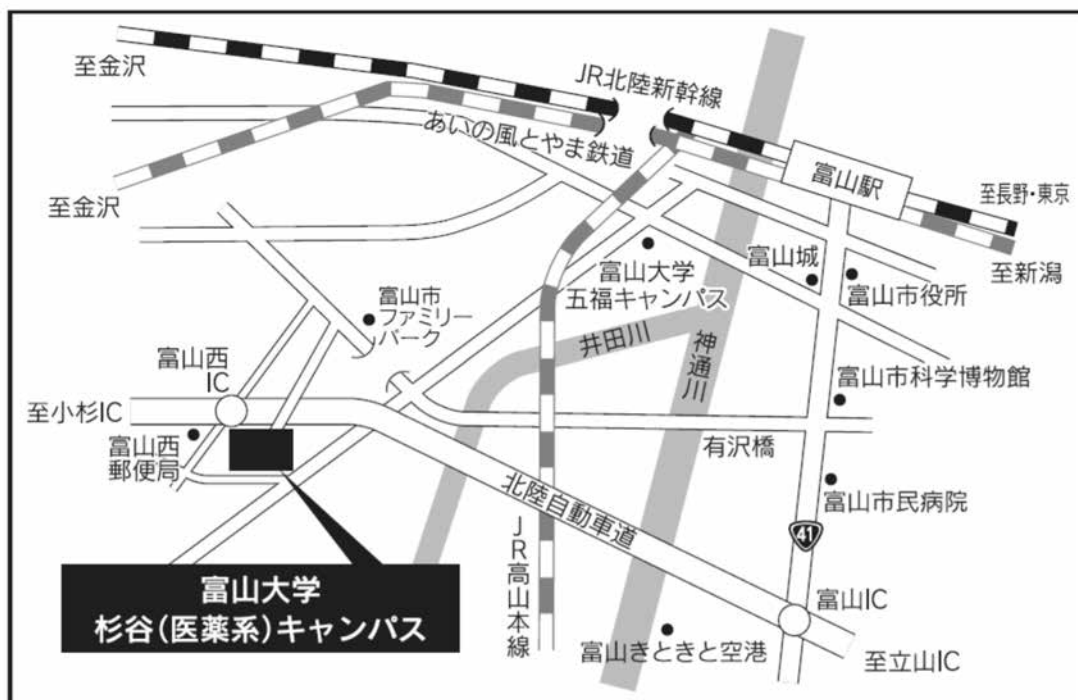 至金沢
JR北陸新幹線
あいの風とやま鉄道
富山駅
至長野・東京
至金沢
至新潟
富山城
富山市役所
富山大学
五福キャンパス
富山市
ファミリー
パーク
井田川
神通川
富山西
IC
富山市科学博物館
至小杉IC
富山西
郵便局
有沢橋
北陸自動車道
富山市民病院
JR高山本線
41
富山大学
杉谷(医薬系)キャンパス
富山IC
富山きときと空港
至立山IC